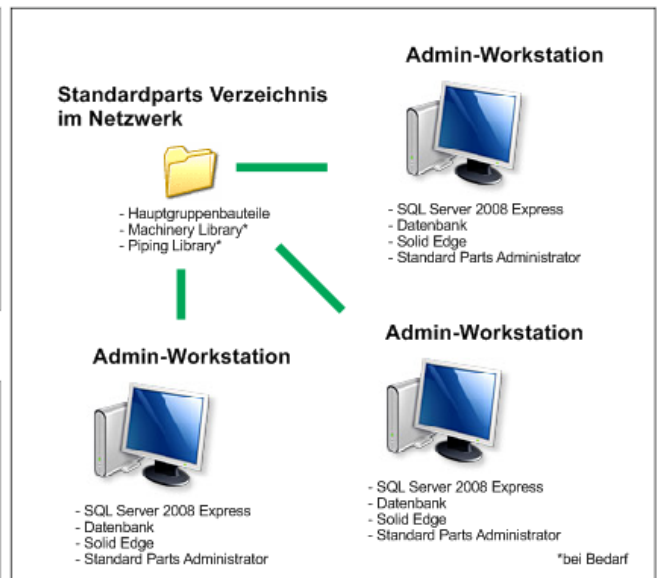 Admin-Workstation
Standardparts Verzeichnis
im Netzwerk
- Hauptgruppenbauteile
- Machinery Library*
- Piping Library*
- SQL Server 2008 Express
- Datenbank
- Solid Edge
- Standard Parts Administrator
Admin-Workstation
- SQL Server 2008 Express
- Datenbank
- Solid Edge
- Standard Parts Administrator
Admin-Workstation
- SQL Server 2008 Express
- Datenbank
- Solid Edge
- Standard Parts Administrator
*bei Bedarf